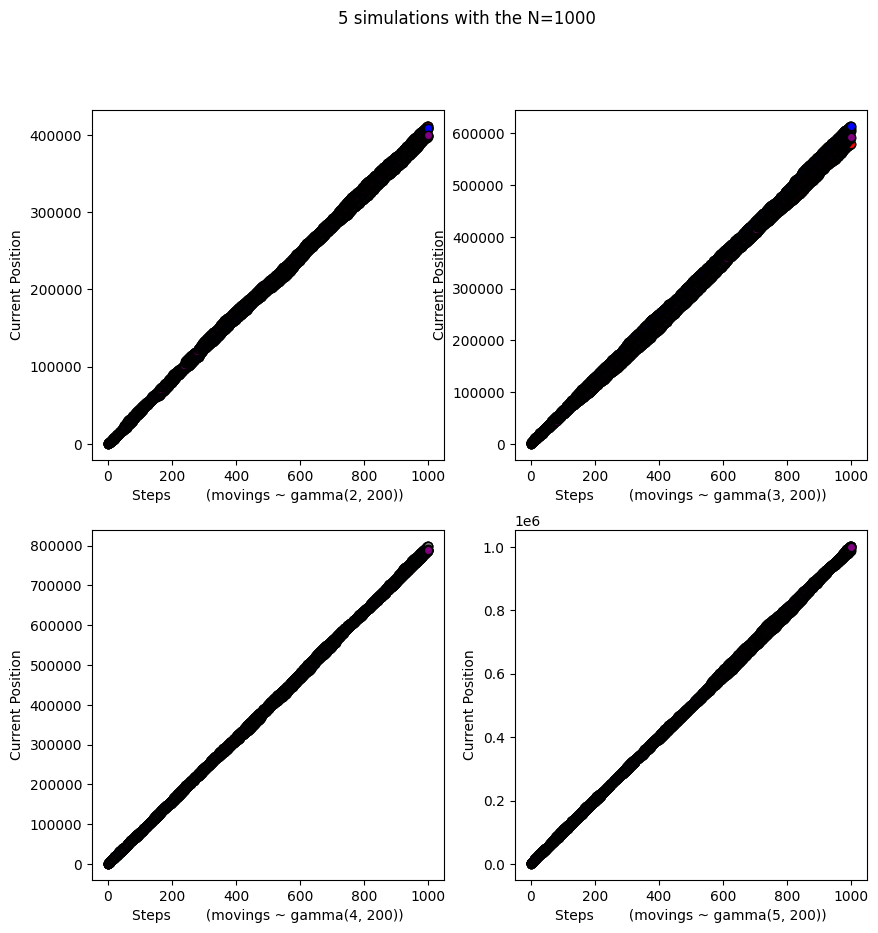 5 simulations with the N=1000
400000
300000
200000
100000
0
Current Position
0 200 400 600 800 1000
Steps (movings ~ gamma(2, 200))
600000
500000
400000
300000
200000
100000
0
Current Position
0 200 400 600 800 1000
Steps (movings ~ gamma(3, 200))
800000
700000
600000
500000
400000
300000
200000
100000
0
Current Position
0 200 400 600 800 1000
Steps (movings ~ gamma(4, 200))
1e6
1.0
0.8
0.6
0.4
0.2
0.0
Current Position
0 200 400 600 800 1000
Steps (movings ~ gamma(5, 200))